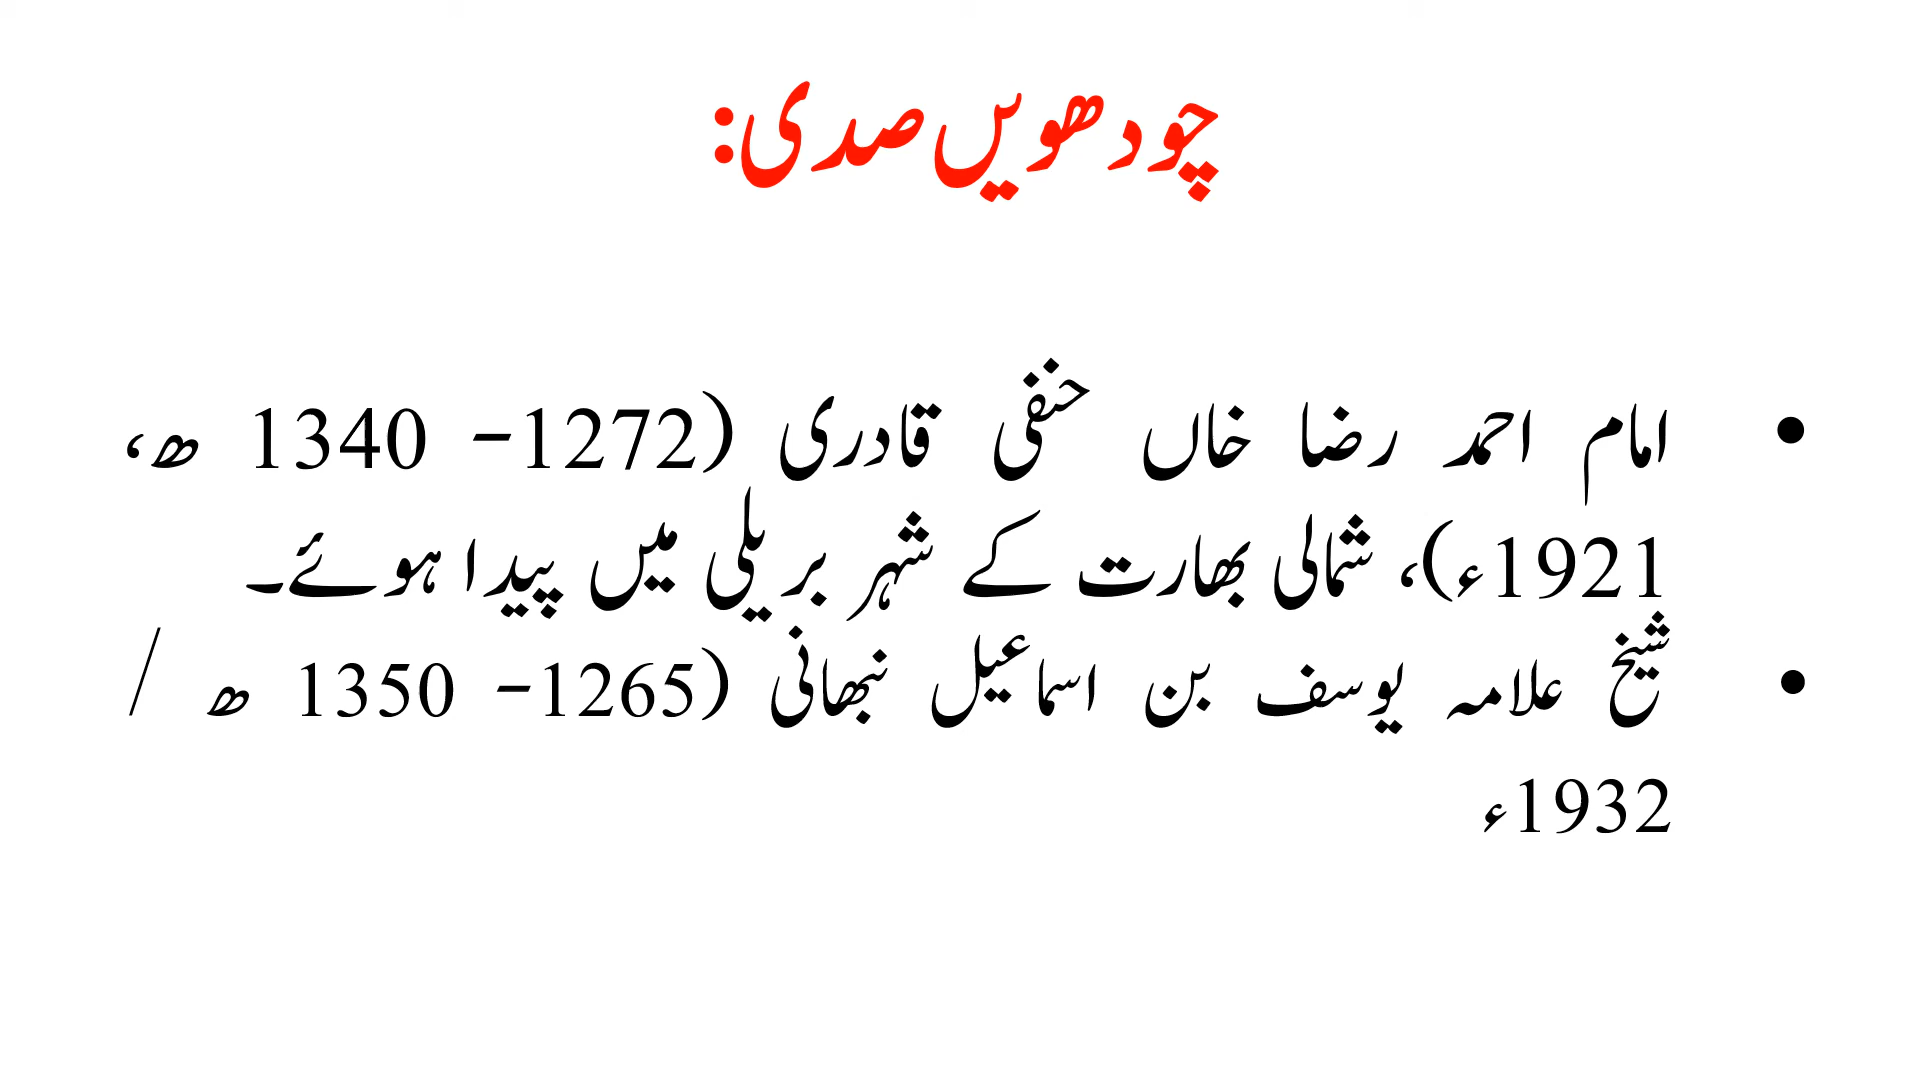 چودھویں صدی:
• امام احمد رضا خاں حنفی قادری (1272- 1340 ھ،
1921ء)، شمالی بھارت کے شہر بریلی میں پیدا ہوئے۔
• شیخ علامہ یوسف بن اسماعیل نبھانی (1265- 1350 ھ /
1932ء